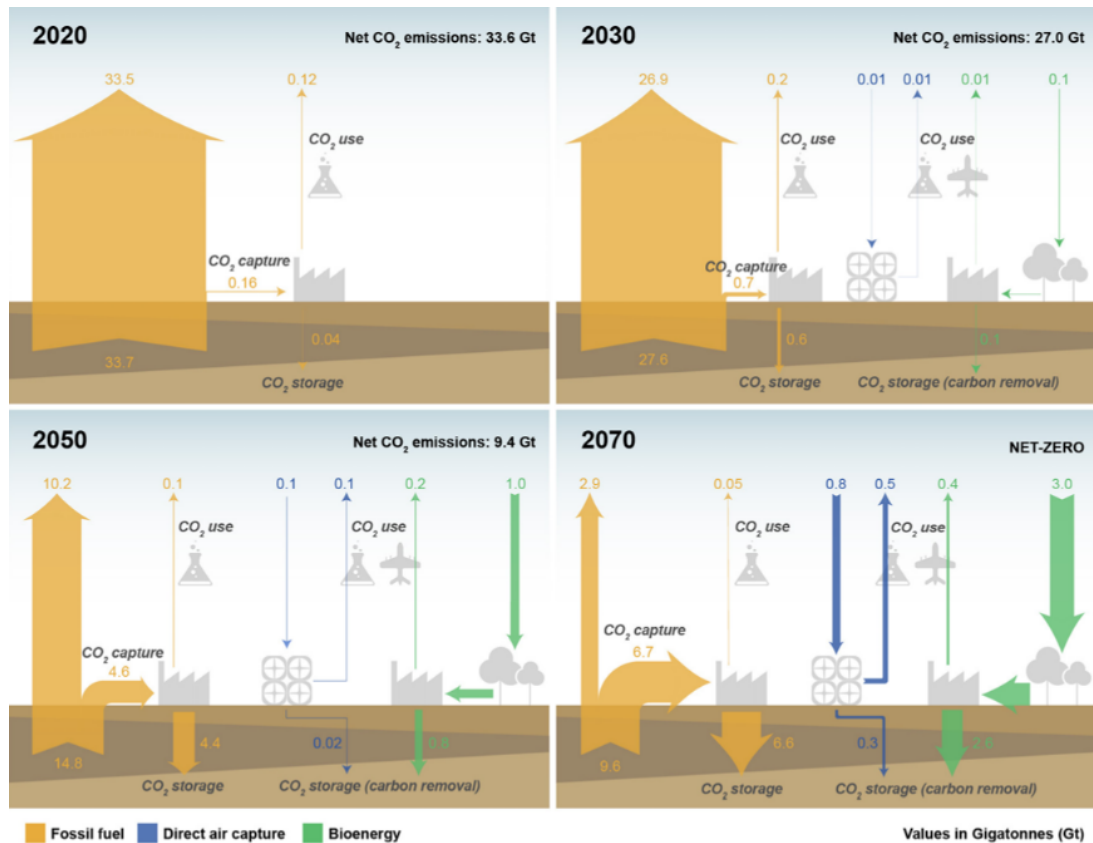 2020
Net CO₂ emissions: 33.6 Gt
33.5
0.12
CO₂ use
CO₂ capture
0.16
0.04
33.7
CO₂ storage
2030
Net CO₂ emissions: 27.0 Gt
26.9
0.2
0.01
0.01
0.01
0.1
CO₂ use
CO₂ use
CO₂ capture
0.7
0.6
0.1
27.6
CO₂ storage
CO₂ storage (carbon removal)
2050
Net CO₂ emissions: 9.4 Gt
10.2
0.1
0.1
0.1
0.2
1.0
CO₂ use
CO₂ use
CO₂ capture
4.6
4.4
0.02
0.8
14.8
CO₂ storage
CO₂ storage (carbon removal)
2070
NET-ZERO
2.9
0.05
0.8
0.5
0.4
3.0
CO₂ use
CO₂ use
CO₂ capture
6.7
6.6
0.3
2.6
9.6
CO₂ storage
CO₂ storage (carbon removal)
Fossil fuel
Direct air capture
Bioenergy
Values in Gigatonnes (Gt)